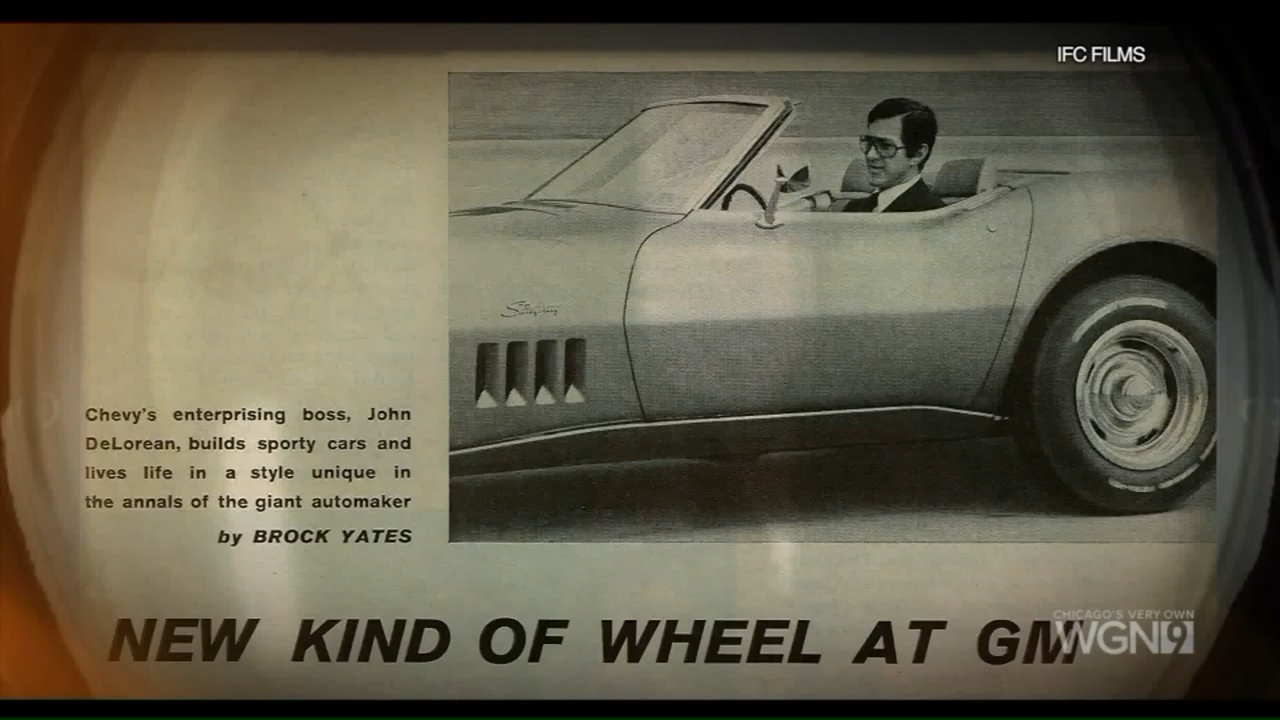 IFC FILMS
Stingray
Chevy's enterprising boss, John
DeLorean, builds sporty cars and
lives life in a style unique in
the annals of the giant automaker
by BROCK YATES
NEW KIND OF WHEEL AT GM
CHICAGO'S VERY OWN
WGN9